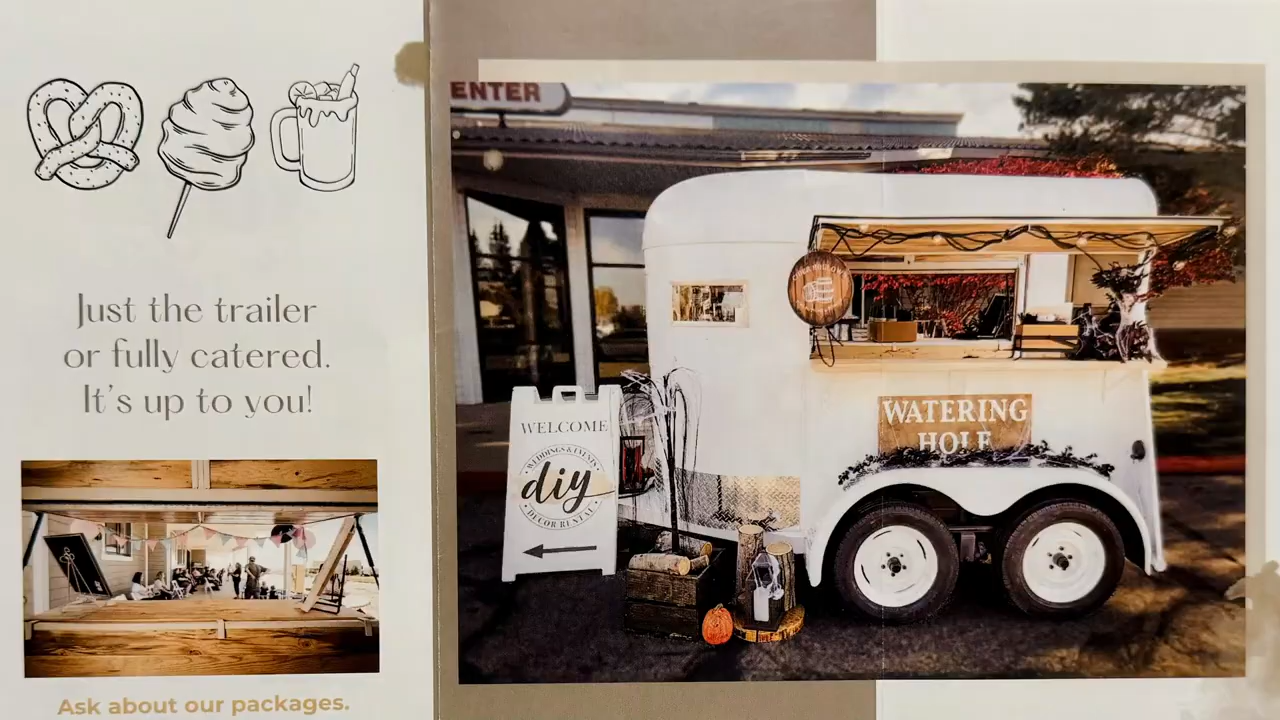 Just the trailer
or fully catered.
It's up to you!
Ask about our packages.
ENTER
WELCOME
WEDDINGS & EVENTS
diy
DECOR RENTAL
WATERING
HOLE